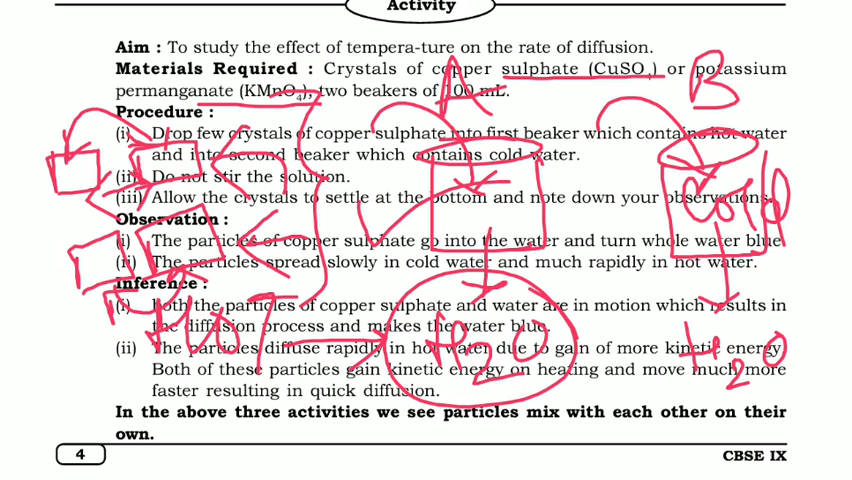 Activity
Aim : To study the effect of tempera-ture on the rate of diffusion.
Materials Required : Crystals of copper sulphate (CuSO4) or potassium
permanganate (KMnO4), two beakers of 100 mL.
Procedure :
(i) Drop few crystals of copper sulphate into first beaker which contains hot water
and into second beaker which contains cold water.
(ii) Do not stir the solution.
(iii) Allow the crystals to settle at the bottom and note down your observations.
Observation :
(i) The particles of copper sulphate go into the water and turn whole water blue
(ii) The particles spread slowly in cold water and much rapidly in hot water.
Inference :
(i) both the particles of copper sulphate and water are in motion which results in
the diffusion process and makes the water blue.
(ii) The particles diffuse rapidly in hot water due to gain of more kinetic energy
Both of these particles gain kinetic energy on heating and move much more
faster resulting in quick diffusion.
In the above three activities we see particles mix with each other on their
own.
4 CBSE IX
A
B
Cold
Hot
H2O
H2O